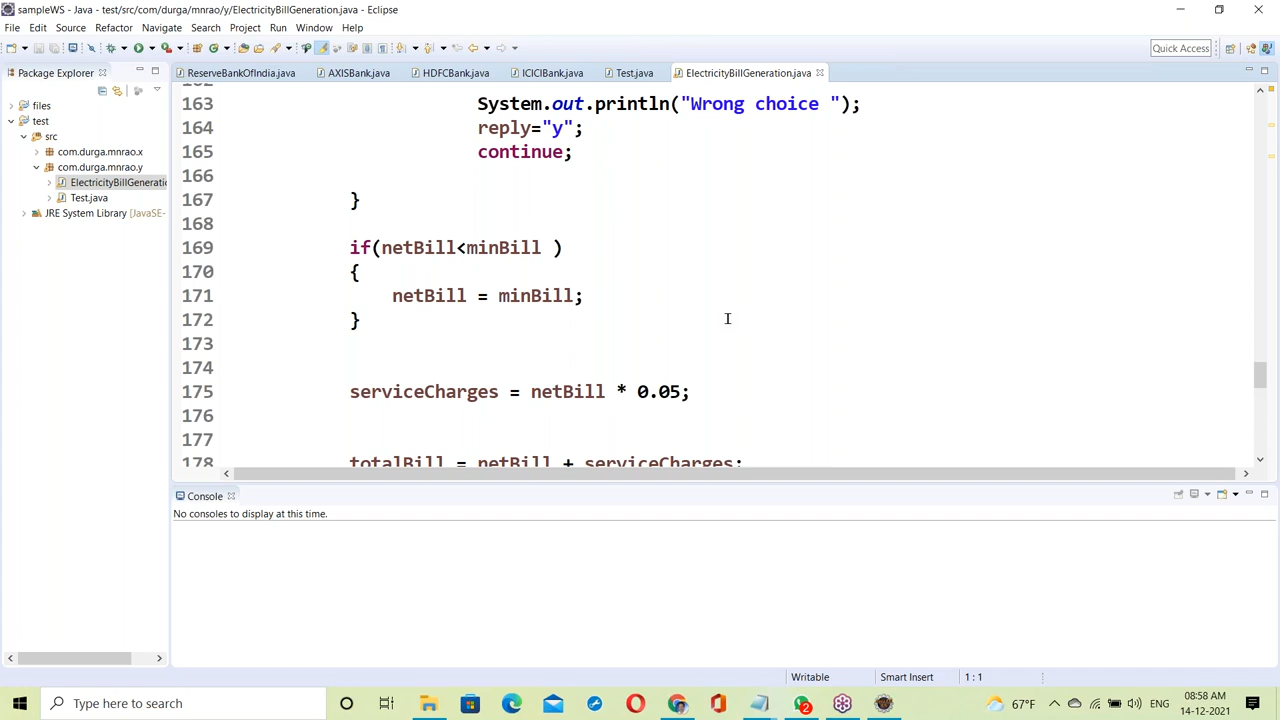 sampleWS - Java - test/src/com/durga/mnrao/y/ElectricityBillGeneration.java - Eclipse
File Edit Source Refactor Navigate Search Project Run Window Help
Quick Access
Package Explorer
ReserveBankOfIndia.java AXISBank.java HDFCBank.java ICICIBank.java Test.java ElectricityBillGeneration.java
files
test
src
com.durga.mnrao.x
com.durga.mnrao.y
ElectricityBillGeneratio
Test.java
JRE System Library [JavaSE-
162
163 System.out.println("Wrong choice ");
164 reply="y";
165 continue;
166
167 }
168
169 if(netBill<minBill )
170 {
171 netBill = minBill;
172 }
173
174
175 serviceCharges = netBill * 0.05;
176
177
178 totalBill = netBill + serviceCharges;
Console
No consoles to display at this time.
Writable Smart Insert 1 : 1
Type here to search
2
67°F
ENG
08:58 AM
14-12-2021